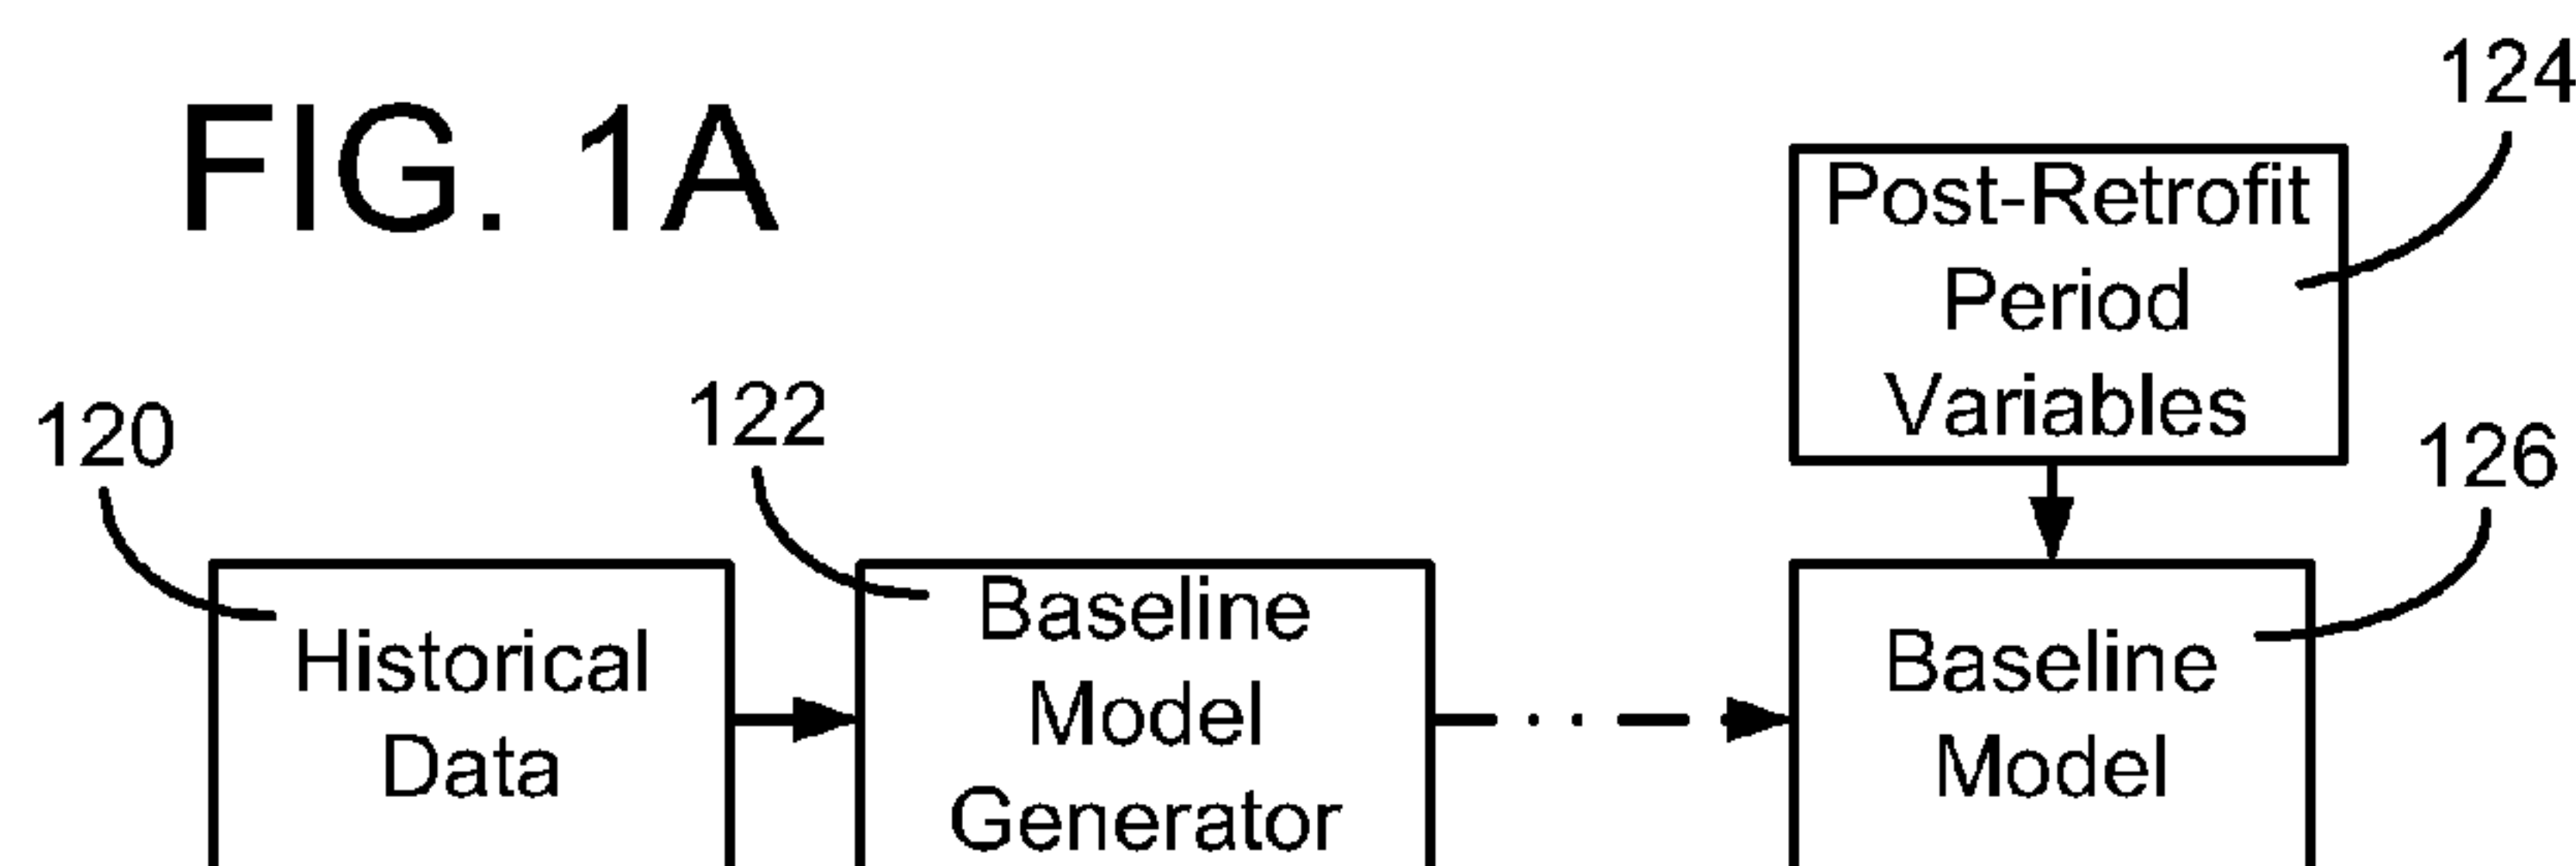 FIG. 1A
124
Post-Retrofit
Period
Variables
120
122
126
Historical
Data
Baseline
Model
Generator
Baseline
Model